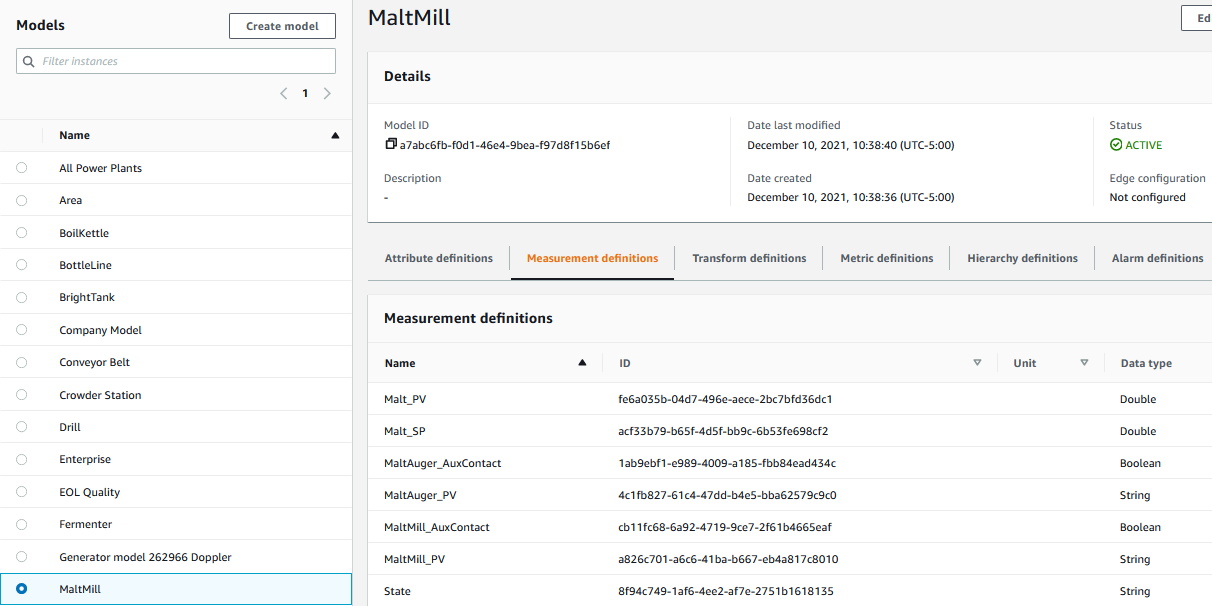 Models
Create model
Filter instances
1
Name
All Power Plants
Area
BoilKettle
BottleLine
BrightTank
Company Model
Conveyor Belt
Crowder Station
Drill
Enterprise
EOL Quality
Fermenter
Generator model 262966 Doppler
MaltMill
MaltMill
Ed
Details
Model ID
a7abc6fb-f0d1-46e4-9bea-f97d8f15b6ef
Description
-
Date last modified
December 10, 2021, 10:38:40 (UTC-5:00)
Date created
December 10, 2021, 10:38:36 (UTC-5:00)
Status
ACTIVE
Edge configuration
Not configured
Attribute definitions Measurement definitions Transform definitions Metric definitions Hierarchy definitions Alarm definitions
Measurement definitions
Name ID Unit Data type
Malt_PV fe6a035b-04d7-496e-aece-2bc7bfd36dc1 Double
Malt_SP acf33b79-b65f-4d5f-bb9c-6b53fe698cf2 Double
MaltAuger_AuxContact 1ab9ebf1-e989-4009-a185-fbb84ead434c Boolean
MaltAuger_PV 4c1fb827-61c4-47dd-b4e5-bba62579c9c0 String
MaltMill_AuxContact cb11fc68-6a92-4719-9ce7-2f61b4665eaf Boolean
MaltMill_PV a826c701-a6c6-41ba-b667-eb4a817c8010 String
State 8f94c749-1af6-4ee2-af7e-2751b1618135 String